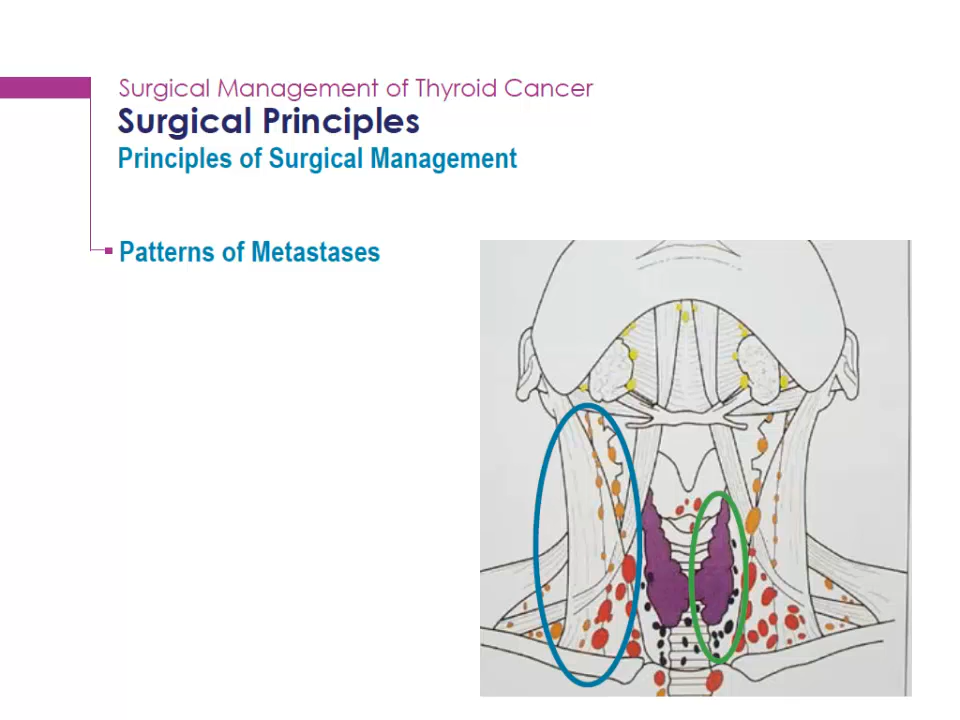 Surgical Management of Thyroid Cancer
Surgical Principles
Principles of Surgical Management
Patterns of Metastases